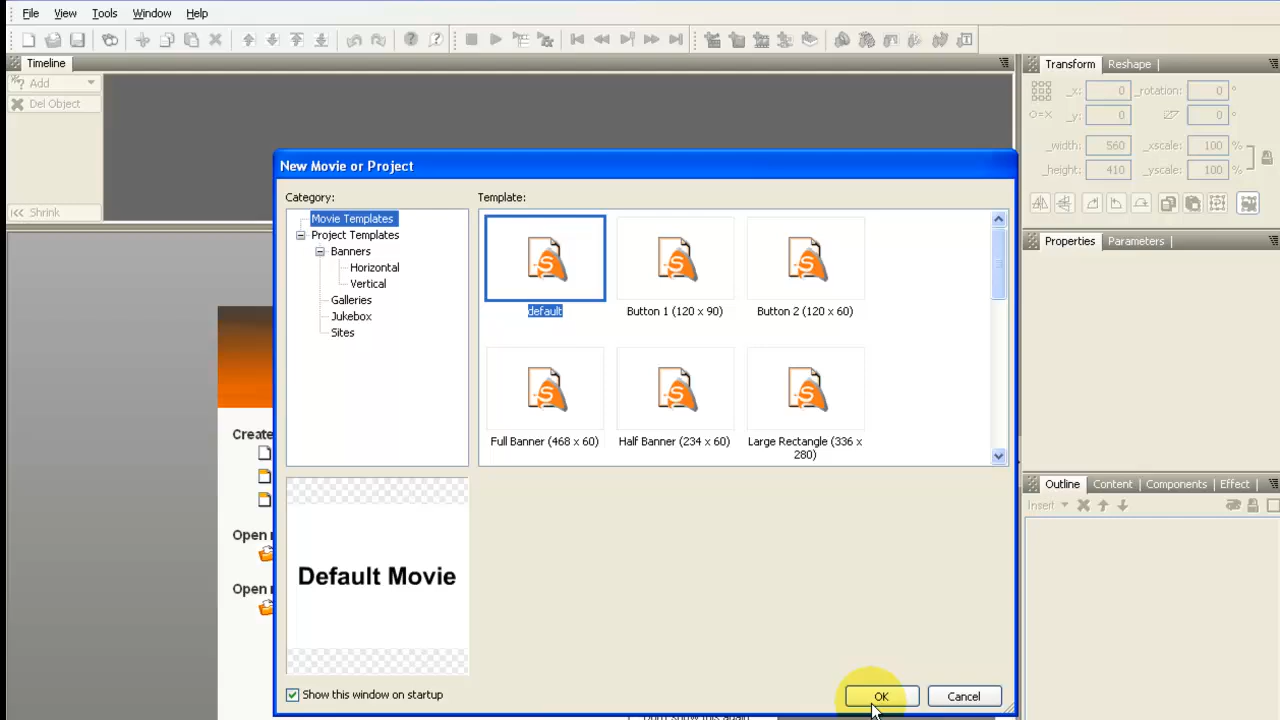 File View Tools Window Help
Timeline
Add
Del Object
Shrink
Transform Reshape
_x: 0 _rotation: 0 °
_y: 0 0 °
_width: 560 _xscale: 100 %
_height: 410 _yscale: 100 %
Properties Parameters
Outline Content Components Effect
Insert
New Movie or Project
Category:
Movie Templates
Project Templates
Banners
Horizontal
Vertical
Galleries
Jukebox
Sites
Template:
default Button 1 (120 x 90) Button 2 (120 x 60)
Full Banner (468 x 60) Half Banner (234 x 60) Large Rectangle (336 x
280)
Default Movie
Show this window on startup
OK Cancel
Create
Open
Open